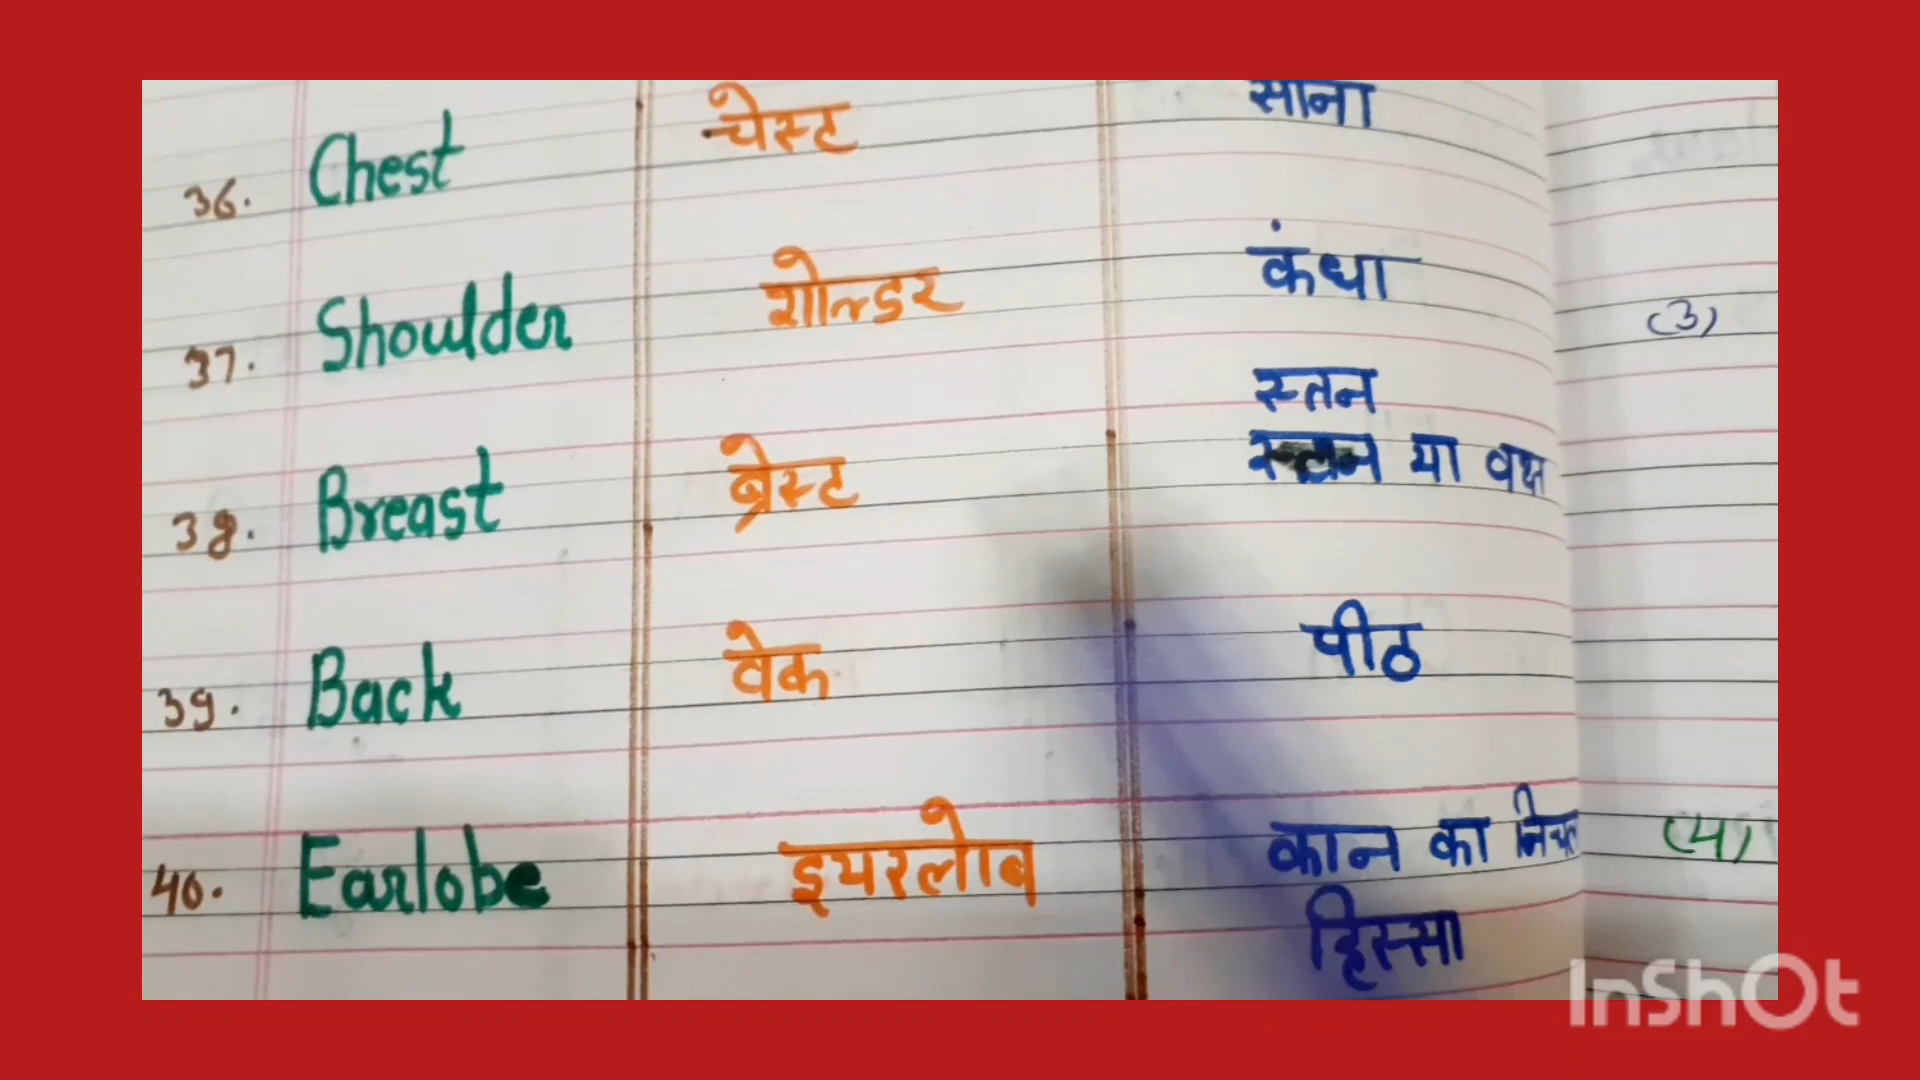 36. Chest चेस्ट सीना
37. Shoulder शोल्डर कंधा (3)
स्तन
38. Breast ब्रेस्ट या वक्ष
39. Back वेक पीठ
40. Earlobe इयरलोब कान का (4)
हिस्सा
InShOt